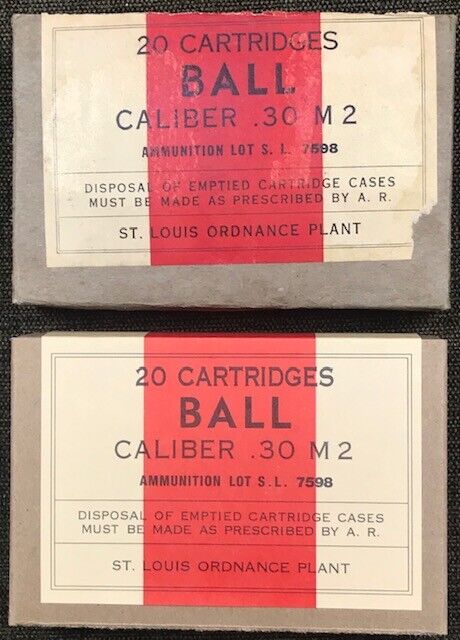 20 CARTRIDGES
BALL
CALIBER .30 M2
AMMUNITION LOT S. L. 7598
DISPOSAL OF EMPTIED CARTRIDGE CASES
MUST BE MADE AS PRESCRIBED BY A. R.
ST. LOUIS ORDNANCE PLANT
20 CARTRIDGES
BALL
CALIBER .30 M2
AMMUNITION LOT S. L. 7598
DISPOSAL OF EMPTIED CARTRIDGE CASES
MUST BE MADE AS PRESCRIBED BY A. R.
ST. LOUIS ORDNANCE PLANT